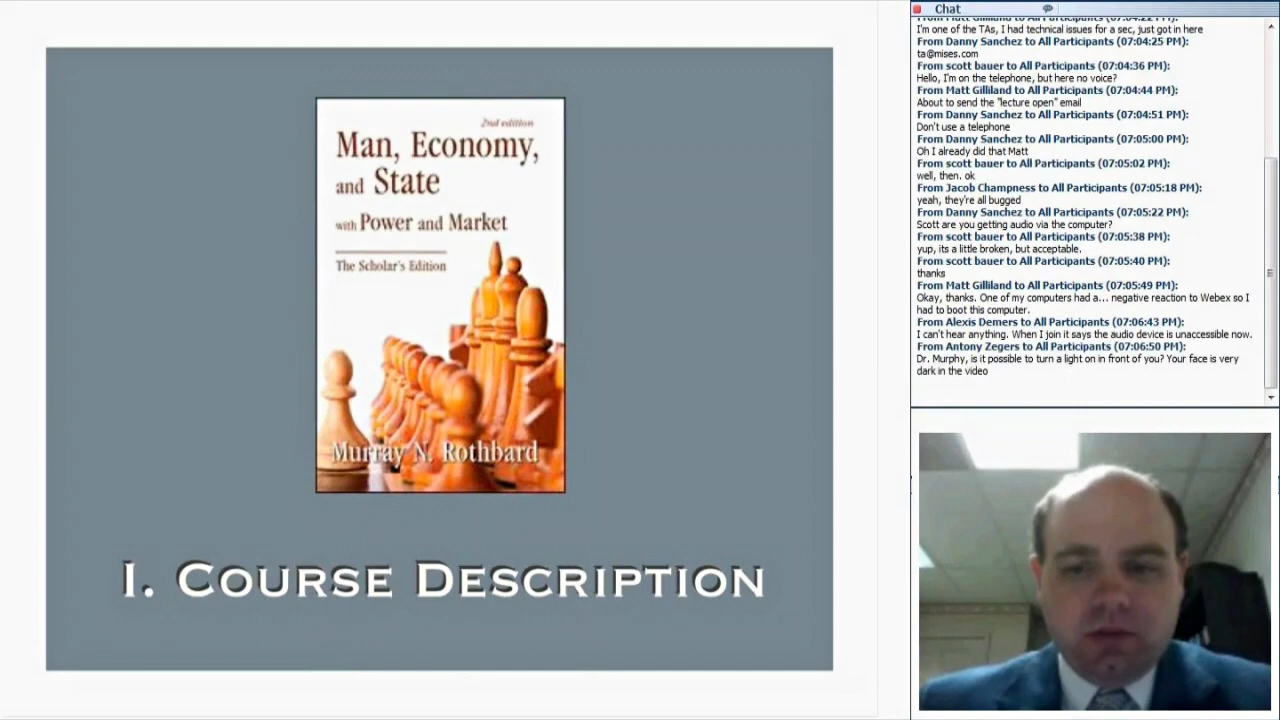 2nd edition
Man, Economy,
and State
with Power and Market
The Scholar's Edition
Murray N. Rothbard
I. Course Description
Chat
From Matt Gilliland to All Participants (07:04:22 PM):
I'm one of the TAs, I had technical issues for a sec, just got in here
From Danny Sanchez to All Participants (07:04:25 PM):
ta@mises.com
From scott bauer to All Participants (07:04:36 PM):
Hello, I'm on the telephone, but here no voice?
From Matt Gilliland to All Participants (07:04:44 PM):
About to send the "lecture open" email
From Danny Sanchez to All Participants (07:04:51 PM):
Don't use a telephone
From Danny Sanchez to All Participants (07:05:00 PM):
Oh I already did that Matt
From scott bauer to All Participants (07:05:02 PM):
well, then. ok
From Jacob Champness to All Participants (07:05:18 PM):
yeah, they're all bugged
From Danny Sanchez to All Participants (07:05:22 PM):
Scott are you getting audio via the computer?
From scott bauer to All Participants (07:05:38 PM):
yup, its a little broken, but acceptable.
From scott bauer to All Participants (07:05:40 PM):
thanks
From Matt Gilliland to All Participants (07:05:49 PM):
Okay, thanks. One of my computers had a... negative reaction to Webex so I
had to boot this computer.
From Alexis Demers to All Participants (07:06:43 PM):
I can't hear anything. When I join it says the audio device is unaccessible now.
From Antony Zegers to All Participants (07:06:50 PM):
Dr. Murphy, is it possible to turn a light on in front of you? Your face is very
dark in the video